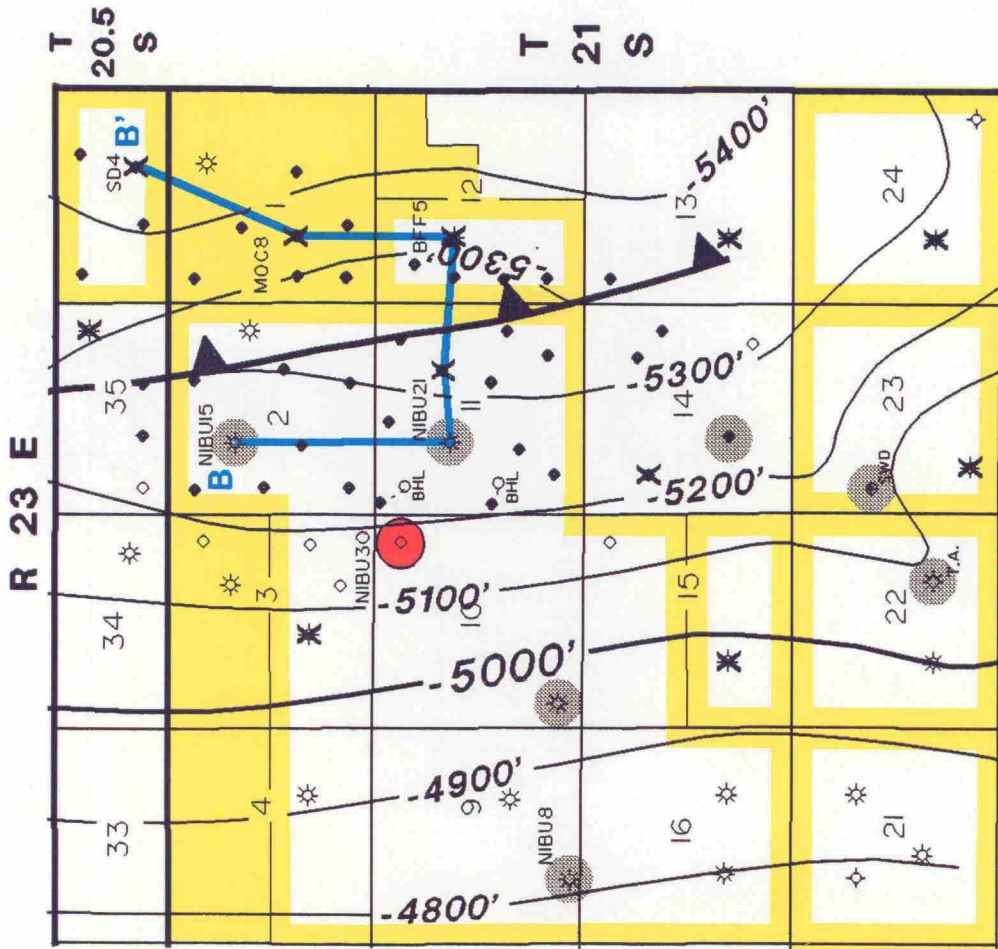 R 23 E
T
20.5
S
T
21
S
33
34
35
SD4
B'
NIBU15
B
2
MOC8
1
3
4
NIBU30
BHL
BHL
NIBU21
11
BFF5
12
10
9
NIBU8
-5300'
-5400'
13
-5300'
14
-5200'
15
-5100'
-5000'
-4900'
16
-4800'
24
23
SWD
22
T.A.
21